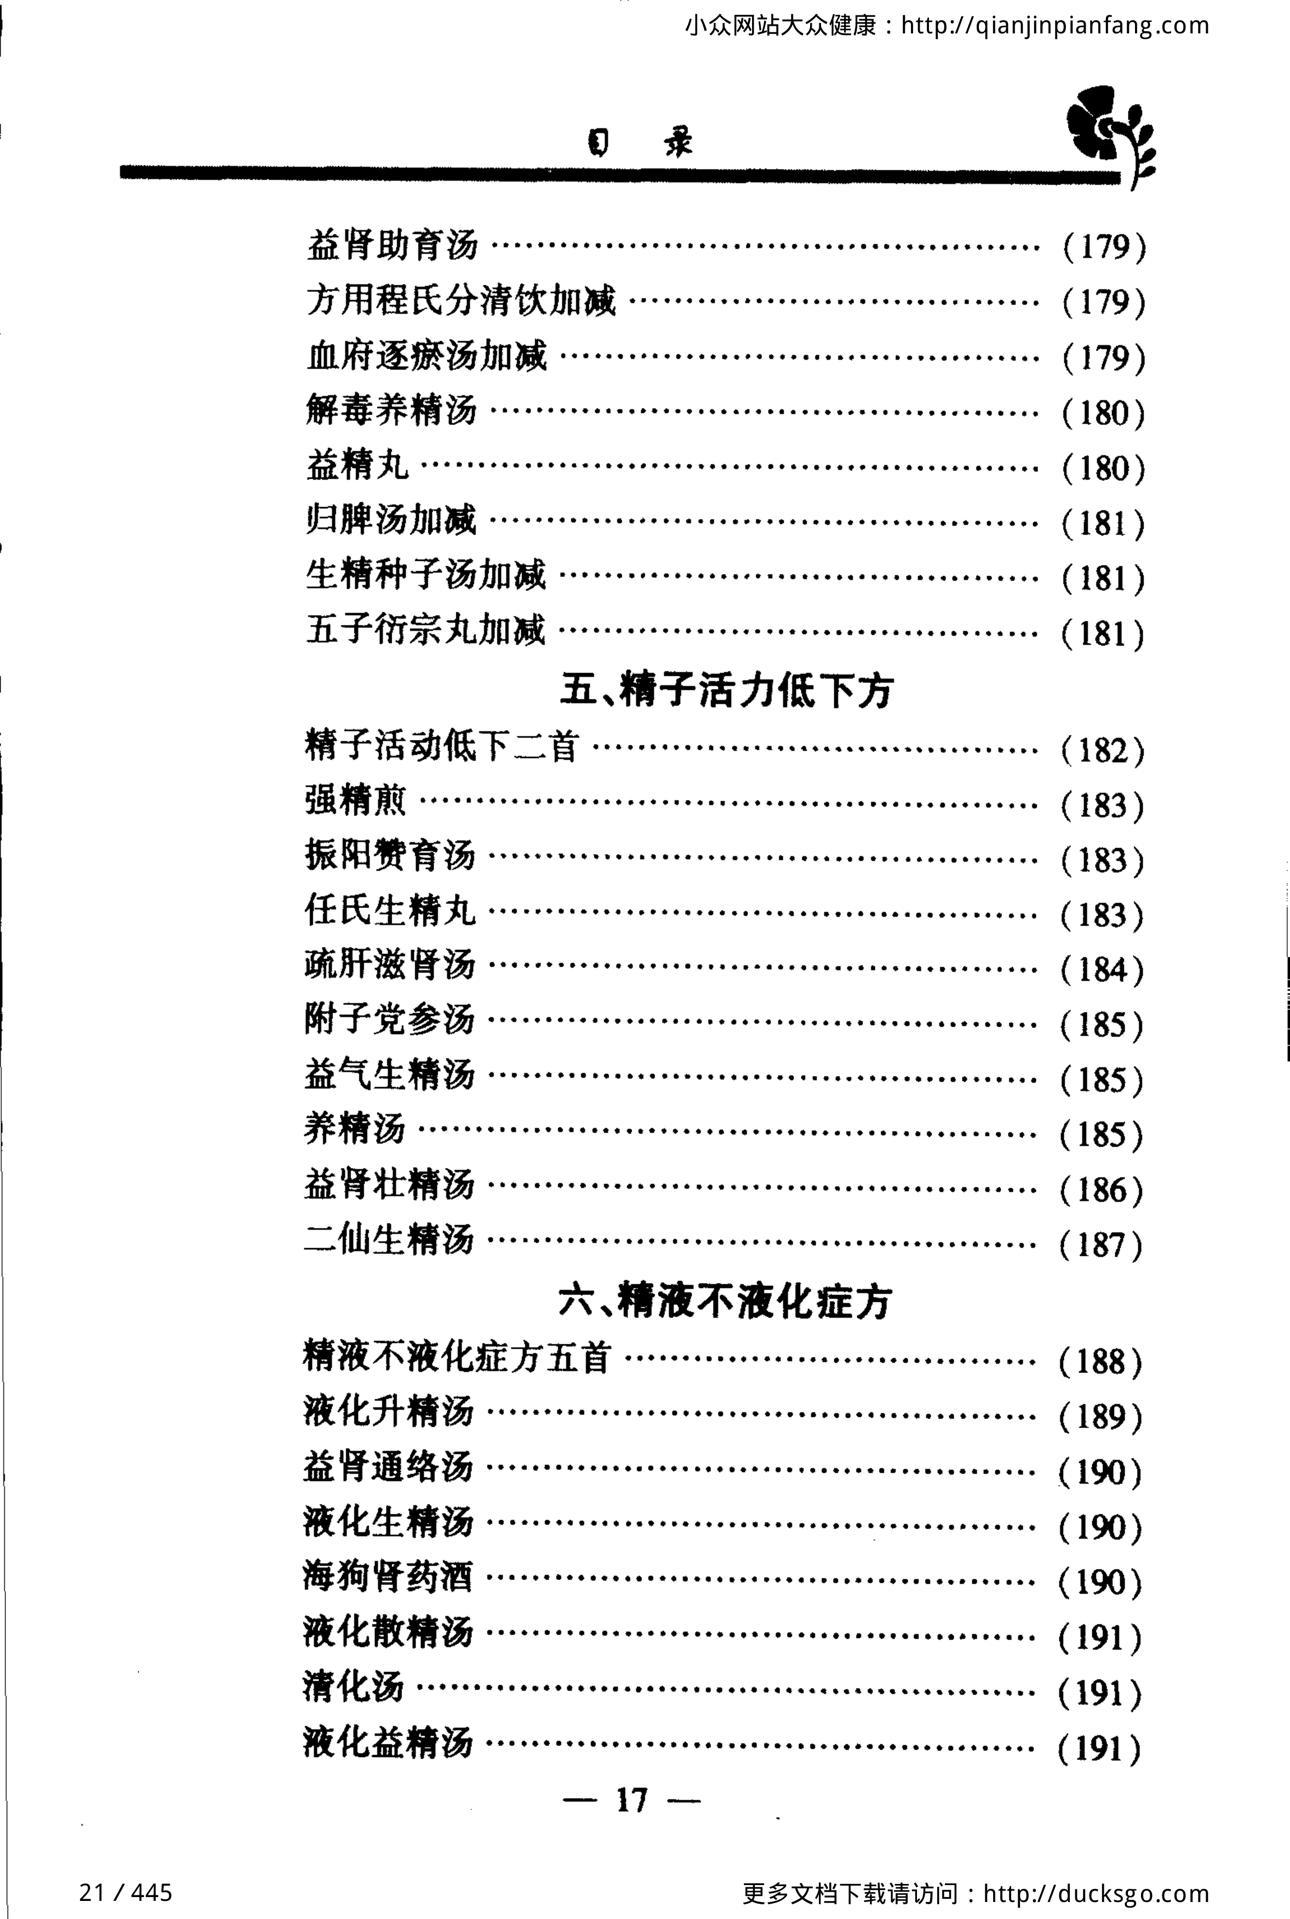 小众网站大众健康：http://qianjinpianfang.com
目 录
益肾助育汤 …………………………………………… (179)
方用程氏分清饮加减 ………………………………… (179)
血府逐瘀汤加减 ……………………………………… (179)
解毒养精汤 …………………………………………… (180)
益精丸 ………………………………………………… (180)
归脾汤加减 …………………………………………… (181)
生精种子汤加减 ……………………………………… (181)
五子衍宗丸加减 ……………………………………… (181)
五、精子活力低下方
精子活动低下二首 …………………………………… (182)
强精煎 ………………………………………………… (183)
振阳赞育汤 …………………………………………… (183)
任氏生精丸 …………………………………………… (183)
疏肝滋肾汤 …………………………………………… (184)
附子党参汤 …………………………………………… (185)
益气生精汤 …………………………………………… (185)
养精汤 ………………………………………………… (185)
益肾壮精汤 …………………………………………… (186)
二仙生精汤 …………………………………………… (187)
六、精液不液化症方
精液不液化症方五首 ………………………………… (188)
液化升精汤 …………………………………………… (189)
益肾通络汤 …………………………………………… (190)
液化生精汤 …………………………………………… (190)
海狗肾药酒 …………………………………………… (190)
液化散精汤 …………………………………………… (191)
清化汤 ………………………………………………… (191)
液化益精汤 …………………………………………… (191)
— 17 —
21 / 445
更多文档下载请访问：http://ducksgo.com